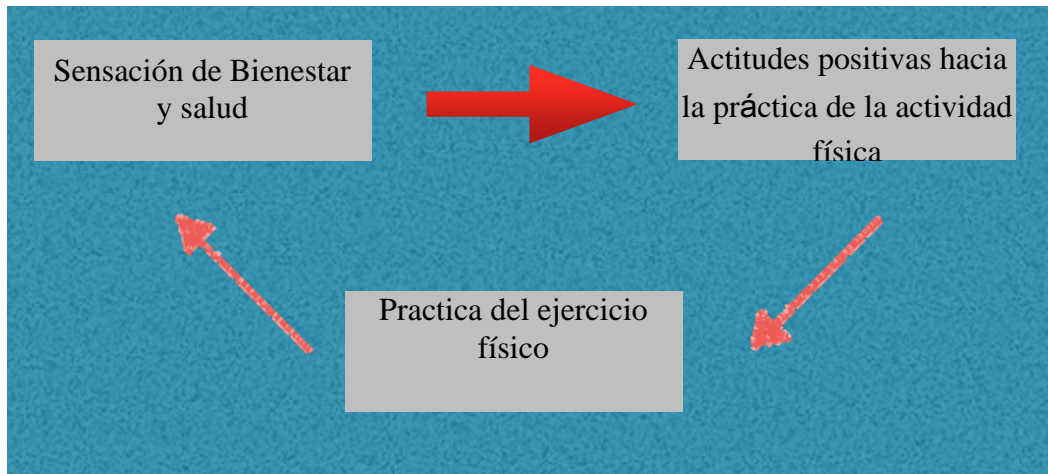 Sensación de Bienestar
y salud
Actitudes positivas hacia
la práctica de la actividad
física
Practica del ejercicio
físico